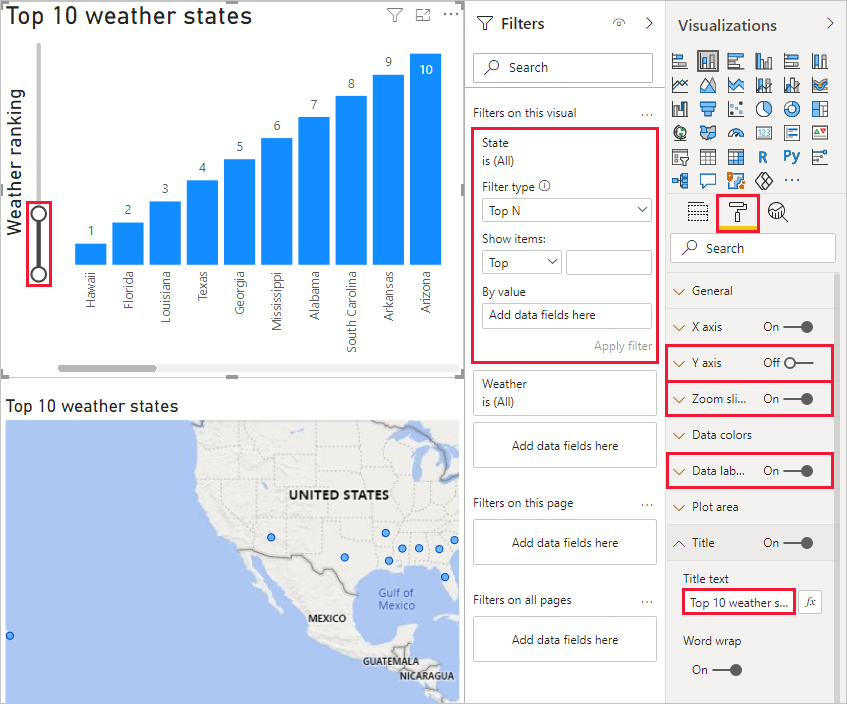 Top 10 weather states
Weather ranking
1
2
3
4
5
6
7
8
9
10
Hawaii
Florida
Louisiana
Texas
Georgia
Mississippi
Alabama
South Carolina
Arkansas
Arizona
Top 10 weather states
UNITED STATES
Gulf of
Mexico
MEXICO
GUATEMALA
NICARAGUA
Filters
Search
Filters on this visual
...
State
is (All)
Filter type
Top N
Show items:
Top
By value
Add data fields here
Apply filter
Weather
is (All)
Add data fields here
Filters on this page
...
Add data fields here
Filters on all pages
...
Add data fields here
Visualizations
123
R
Py
...
Search
General
X axis On
Y axis Off
Zoom sli... On
Data colors
Data lab... On
Plot area
Title On
Title text
Top 10 weather s...
fx
Word wrap
On